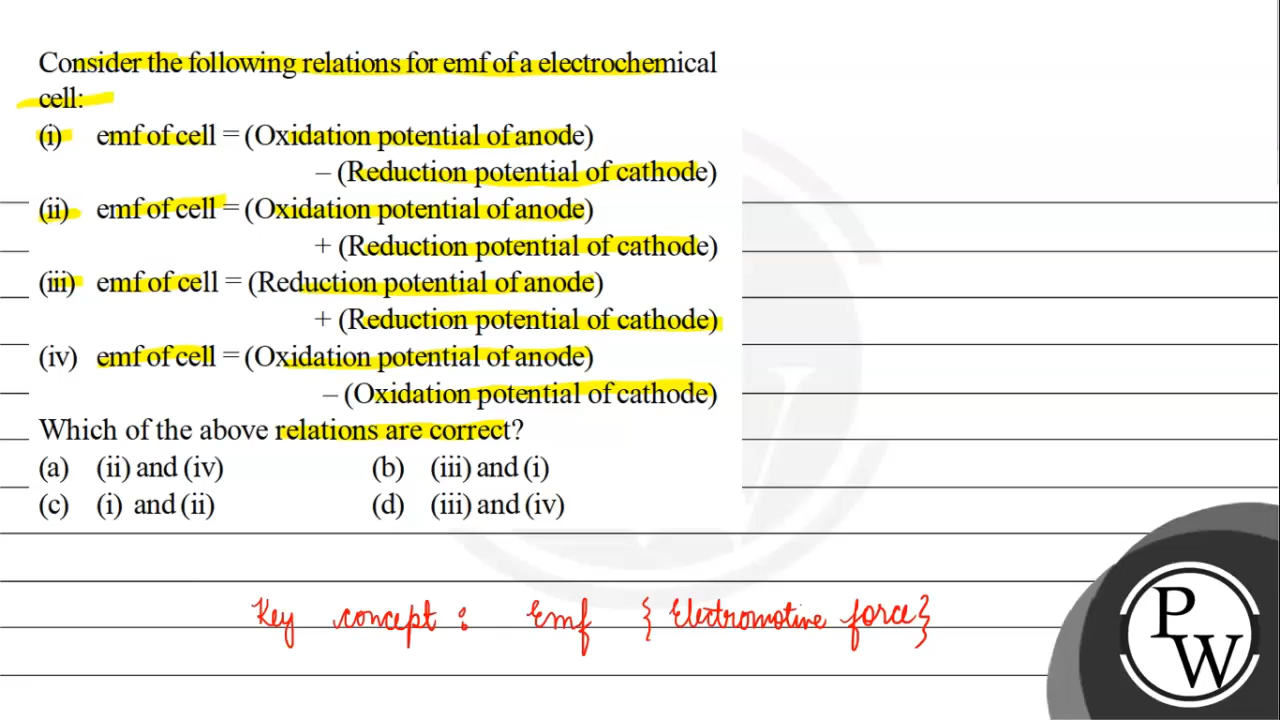 Consider the following relations for emf of a electrochemical
cell:
(i) emf of cell = (Oxidation potential of anode)
– (Reduction potential of cathode)
(ii) emf of cell = (Oxidation potential of anode)
+ (Reduction potential of cathode)
(iii) emf of cell = (Reduction potential of anode)
+ (Reduction potential of cathode)
(iv) emf of cell = (Oxidation potential of anode)
– (Oxidation potential of cathode)
Which of the above relations are correct?
(a) (ii) and (iv) (b) (iii) and (i)
(c) (i) and (ii) (d) (iii) and (iv)
Key concept : Emf { Electromotive force}
P
W